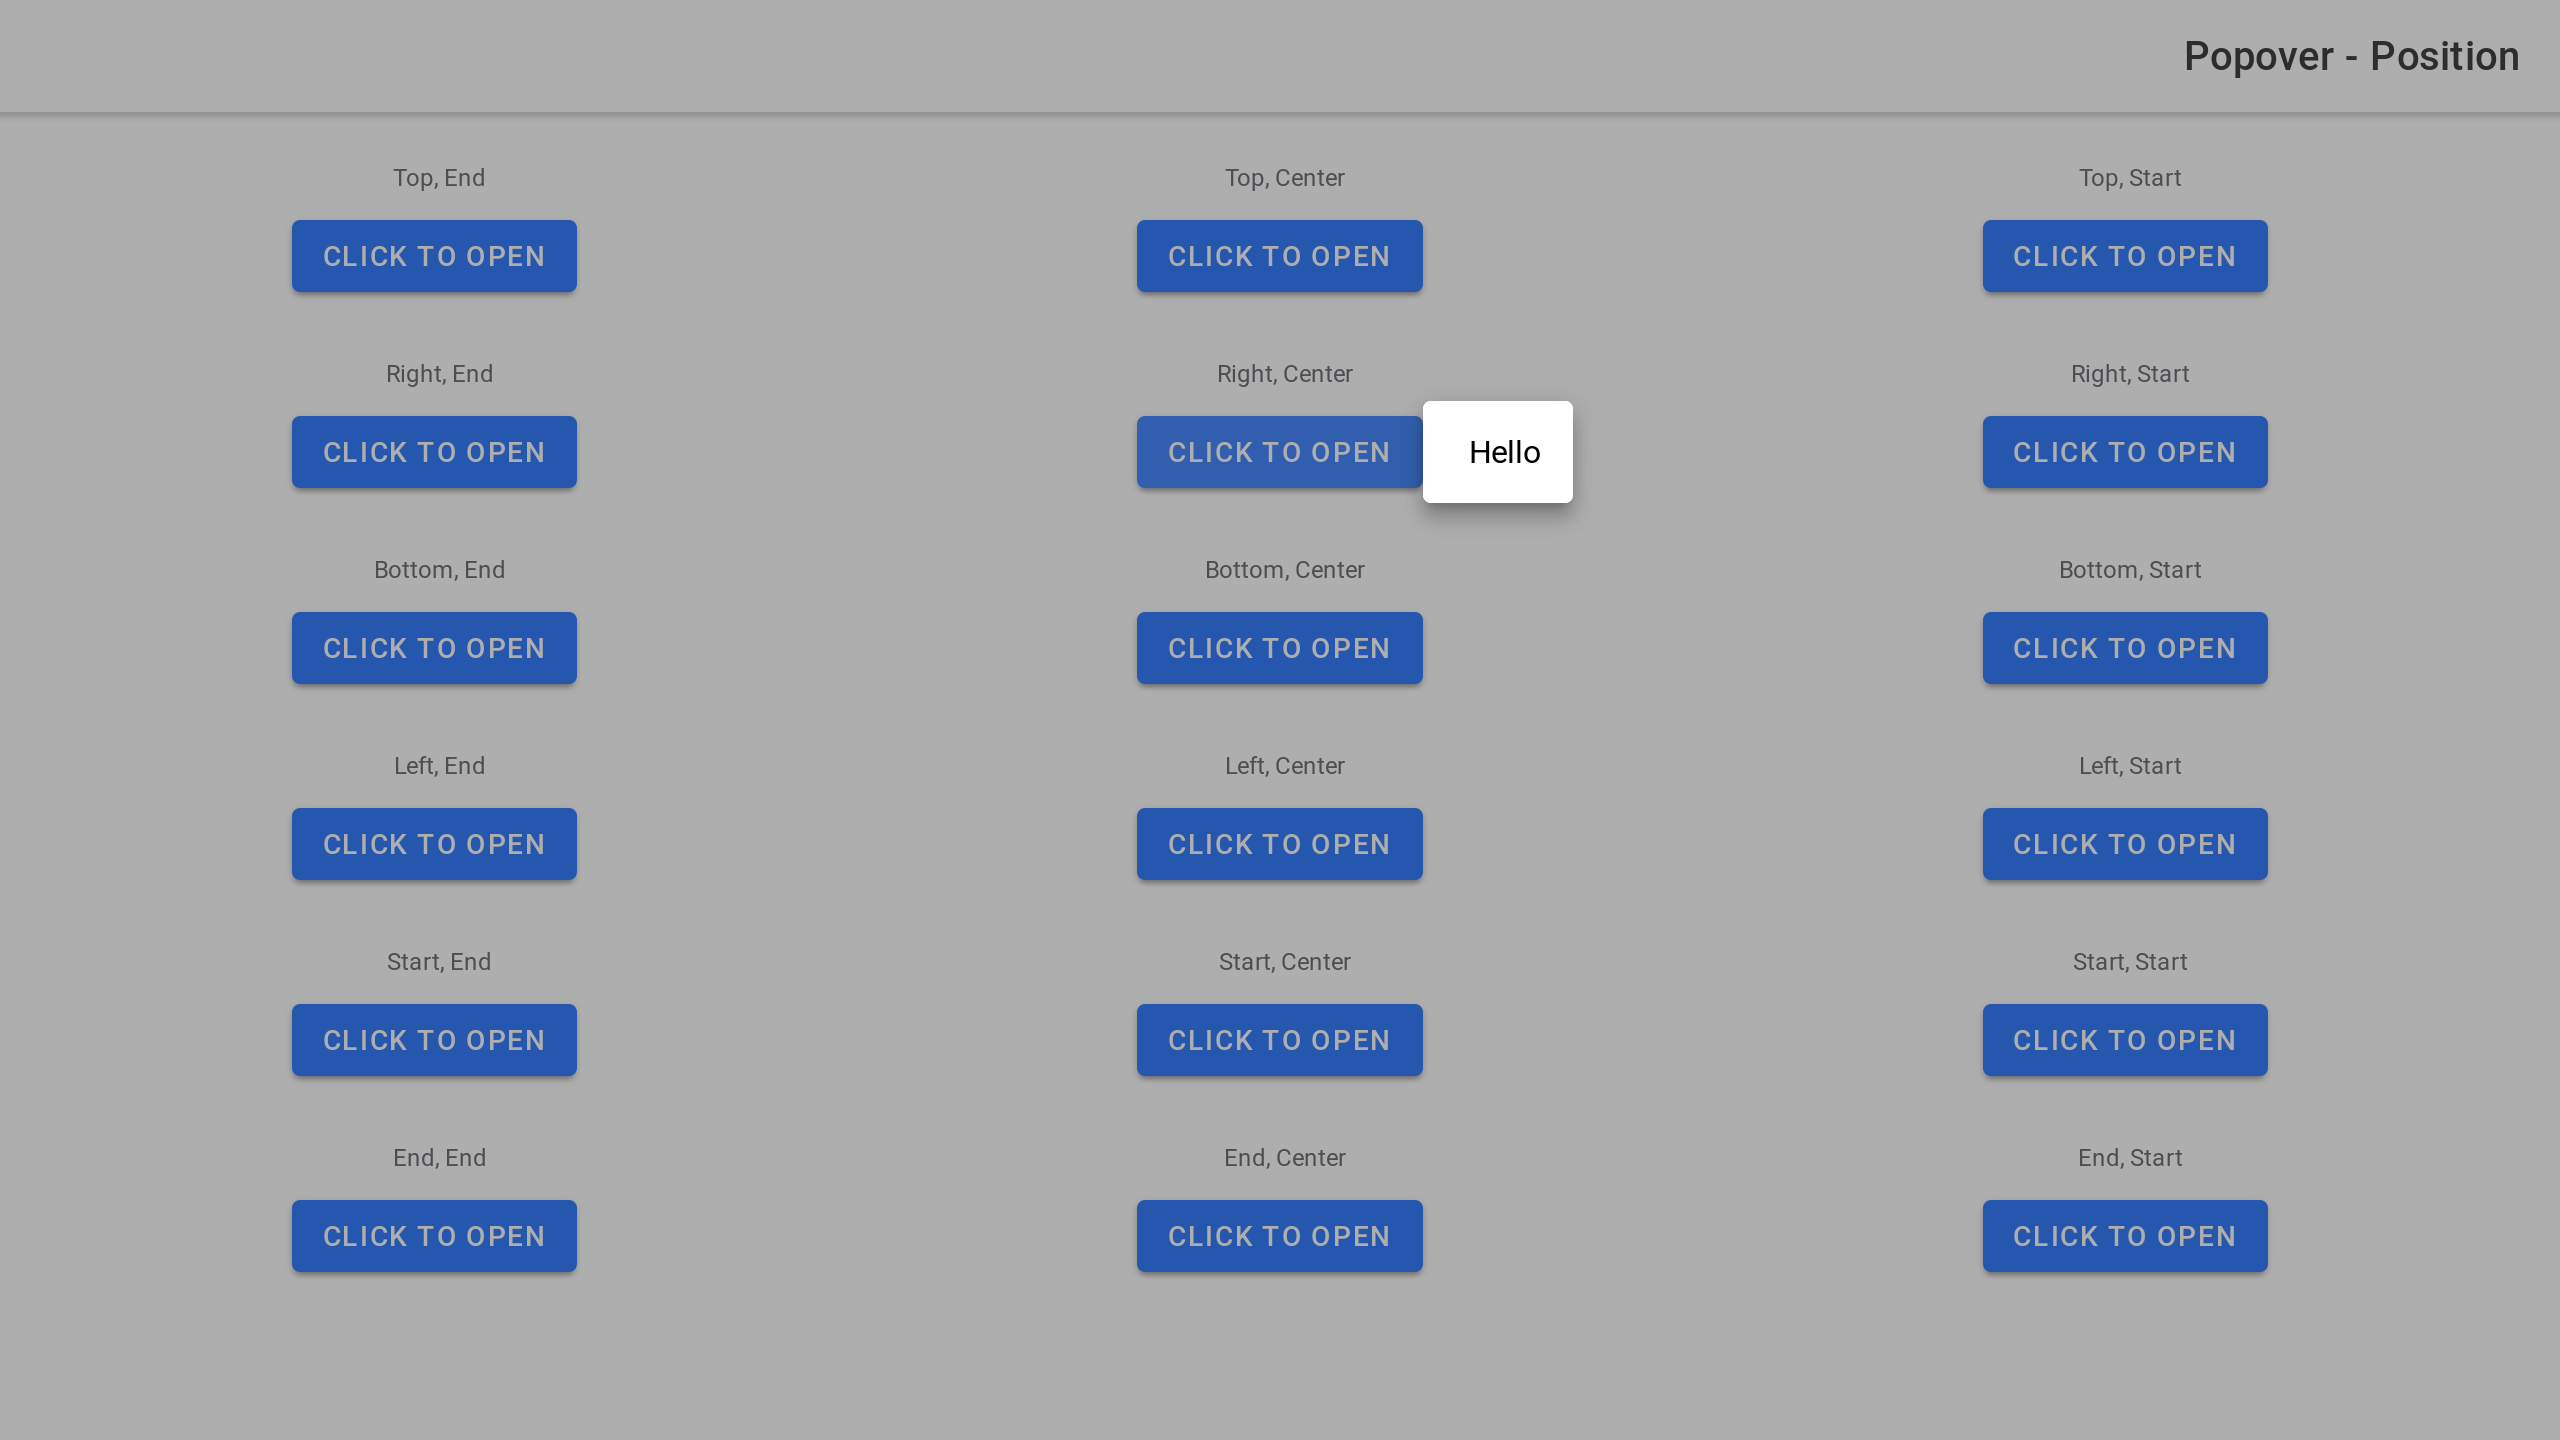 Popover - Position
Top, End
Top, Center
Top, Start
CLICK TO OPEN
CLICK TO OPEN
CLICK TO OPEN
Right, End
Right, Center
Right, Start
CLICK TO OPEN
CLICK TO OPEN
Hello
CLICK TO OPEN
Bottom, End
Bottom, Center
Bottom, Start
CLICK TO OPEN
CLICK TO OPEN
CLICK TO OPEN
Left, End
Left, Center
Left, Start
CLICK TO OPEN
CLICK TO OPEN
CLICK TO OPEN
Start, End
Start, Center
Start, Start
CLICK TO OPEN
CLICK TO OPEN
CLICK TO OPEN
End, End
End, Center
End, Start
CLICK TO OPEN
CLICK TO OPEN
CLICK TO OPEN